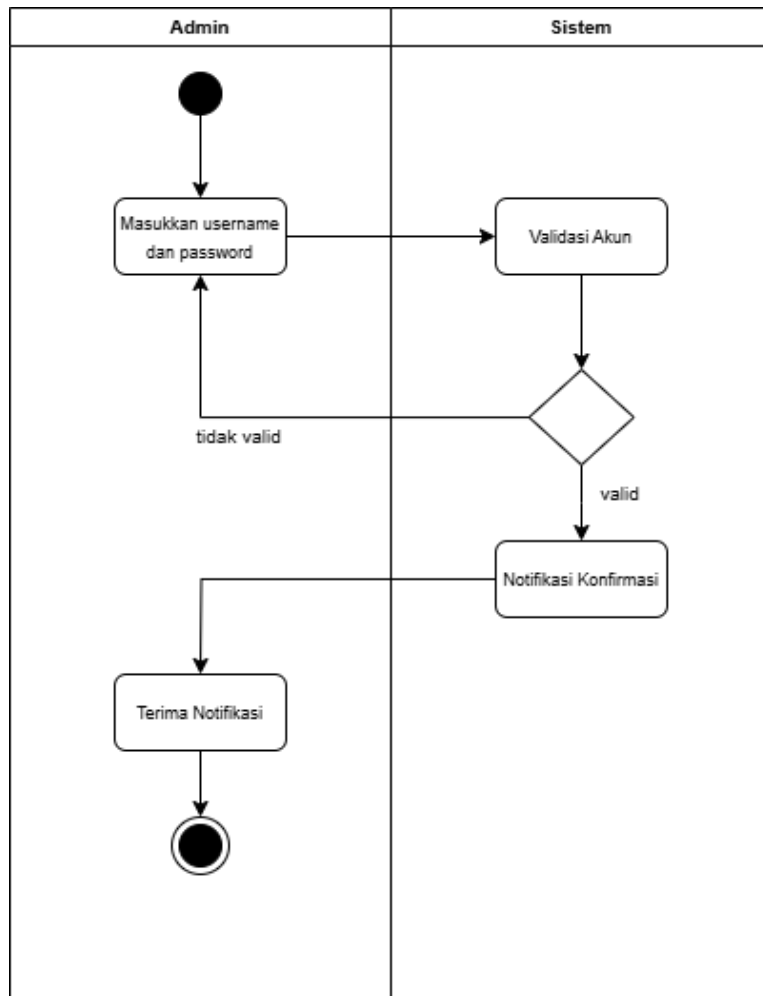 Admin
Sistem
Masukkan username
dan password
Validasi Akun
tidak valid
valid
Notifikasi Konfirmasi
Terima Notifikasi